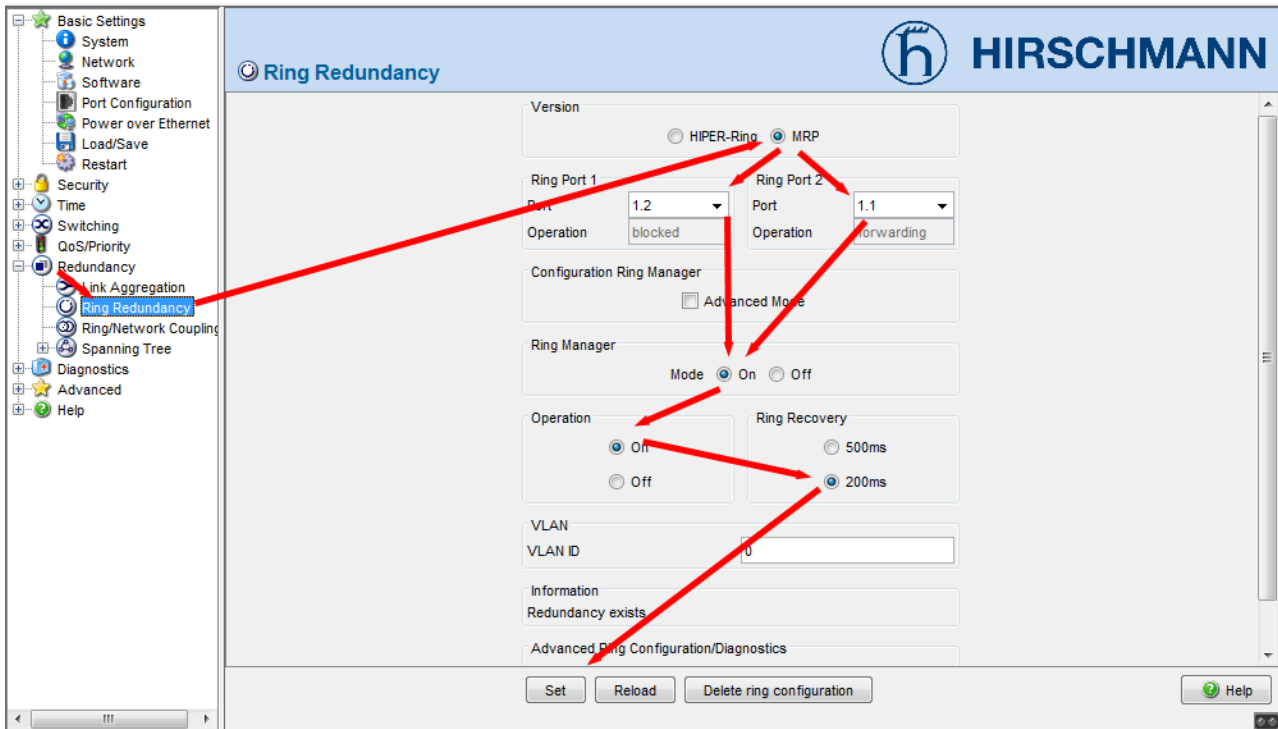 Basic Settings
System
Network
Software
Port Configuration
Power over Ethernet
Load/Save
Restart
Security
Time
Switching
QoS/Priority
Redundancy
Link Aggregation
Ring Redundancy
Ring/Network Coupling
Spanning Tree
Diagnostics
Advanced
Help
Ring Redundancy
HIRSCHMANN
Version
HIPER-Ring MRP
Ring Port 1 Ring Port 2
Port 1.2 Port 1.1
Operation blocked Operation forwarding
Configuration Ring Manager
Advanced Mode
Ring Manager
Mode On Off
Operation Ring Recovery
On 500ms
Off 200ms
VLAN
VLAN ID 0
Information
Redundancy exists
Advanced Ring Configuration/Diagnostics
Set Reload Delete ring configuration Help